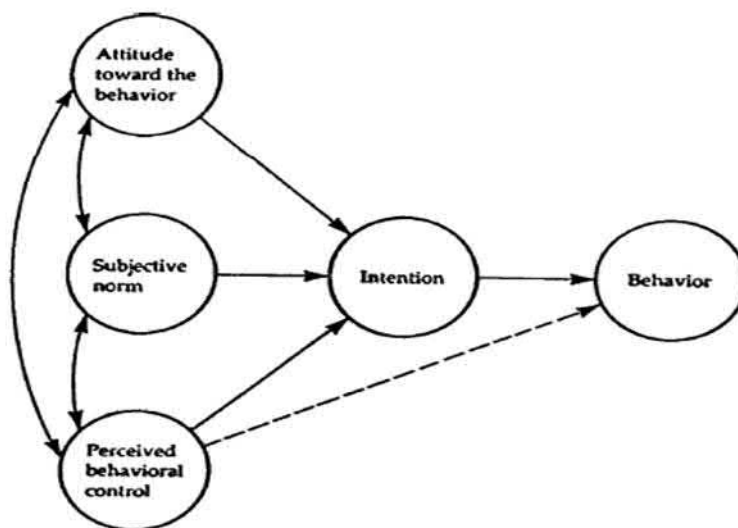 Attitude
toward the
behavior
Subjective
norm
Intention
Behavior
Perceived
behavioral
control